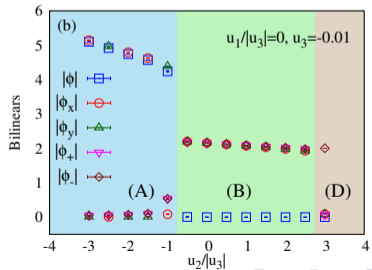 6
5
4
3
2
1
0
Bilinears
(b)
u₁/|u₃|=0, u₃=-0.01
|ϕ|
|ϕₓ|
|ϕᵧ|
|ϕ₊|
|ϕ₋|
(A) (B) (D)
-4 -3 -2 -1 0 1 2 3 4
u₂/|u₃|